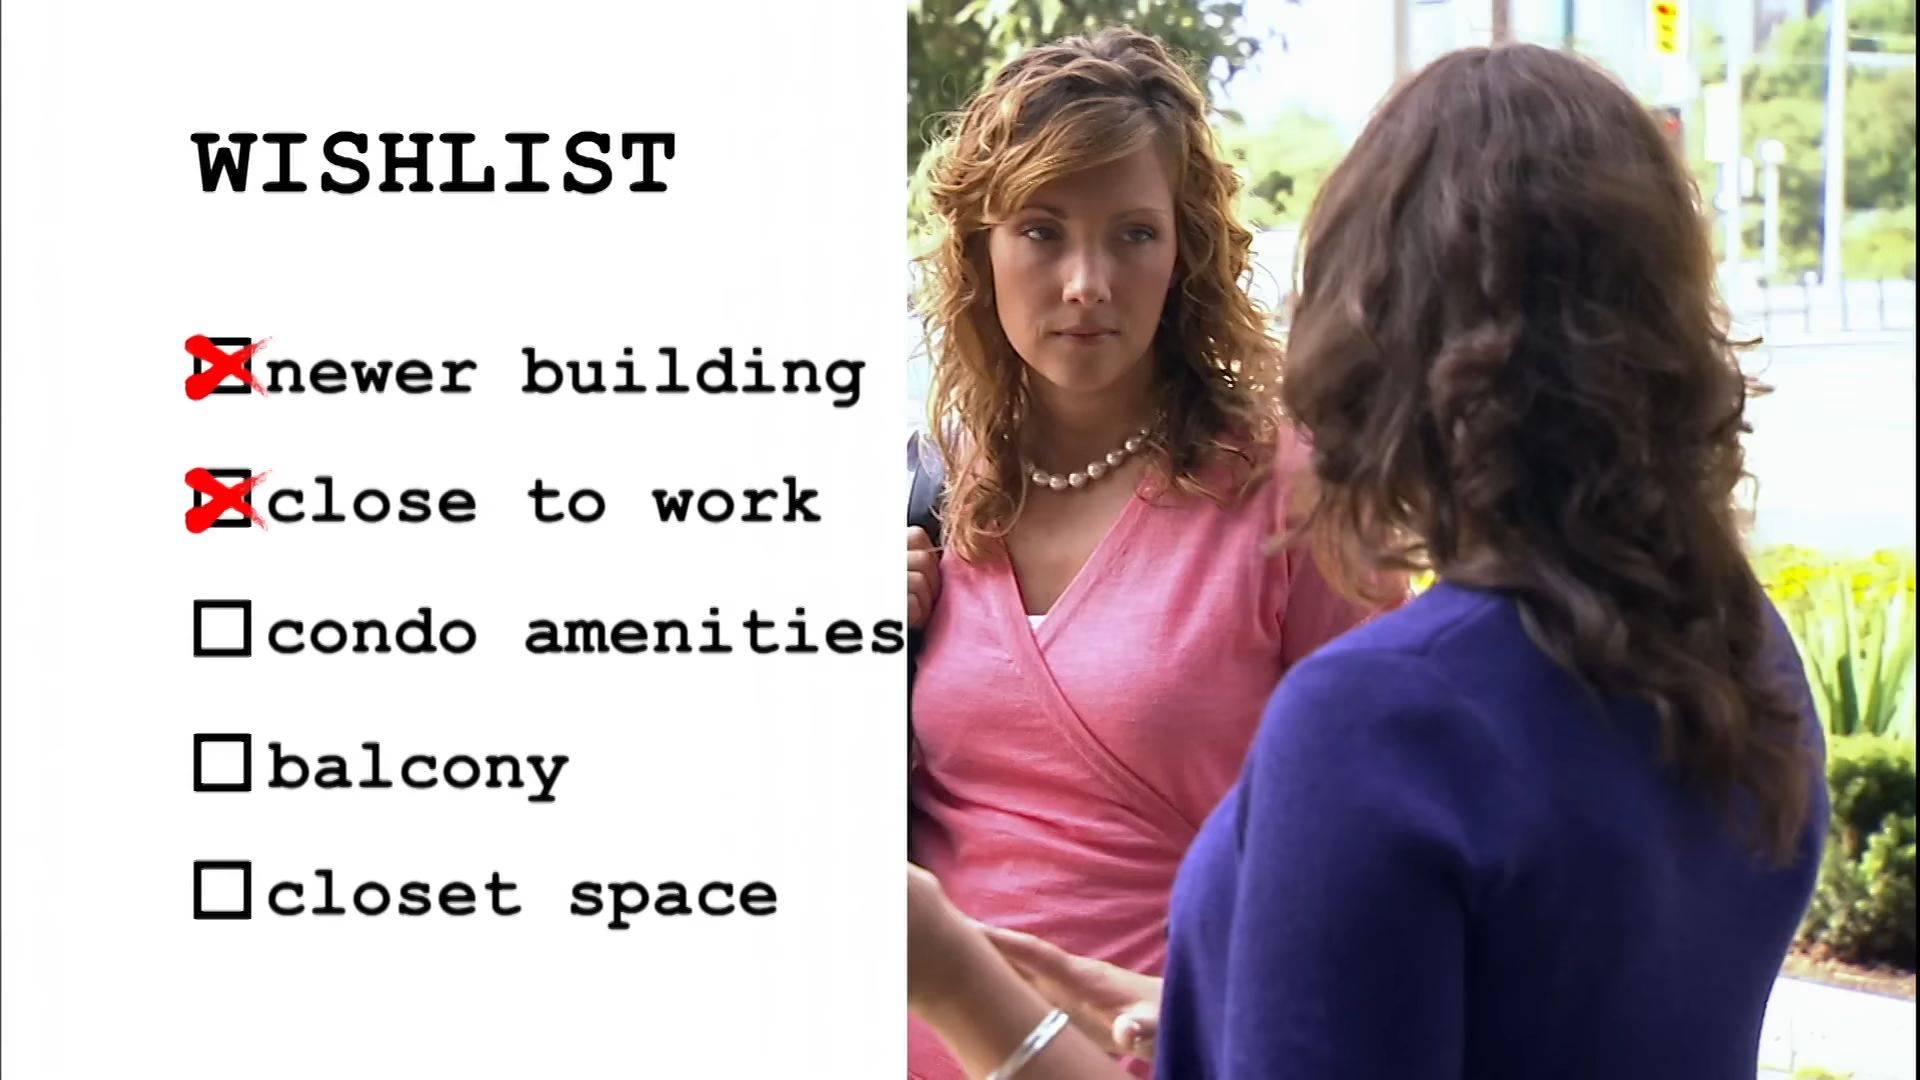 WISHLIST
newer building
close to work
condo amenities
balcony
closet space